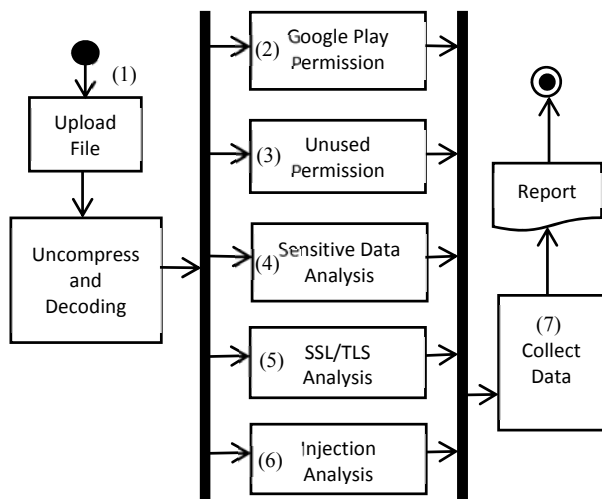 (1)
Upload
File
Uncompress
and
Decoding
(2) Google Play
Permission
(3) Unused
Permission
(4) Sensitive Data
Analysis
(5) SSL/TLS
Analysis
(6) Injection
Analysis
(7)
Collect
Data
Report